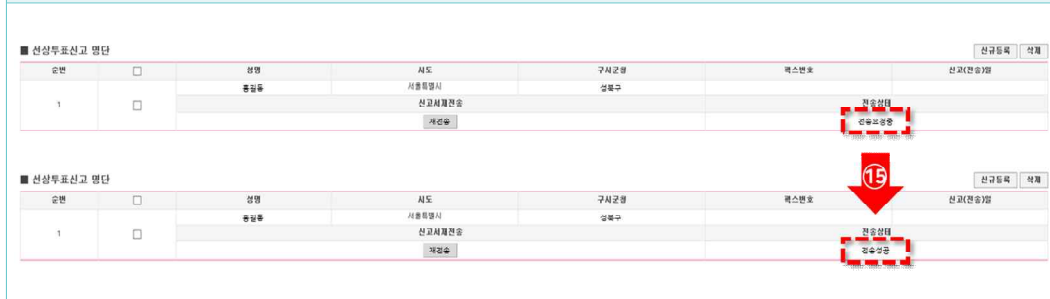 ■ 선상투표신고 명단
신규등록 삭제
순번 성명 시도 구시군청 팩스번호 신고(전송)일
홍길동 서울특별시 성북구
1
신고서재전송 전송상태
재전송 전송요청중
⑮
■ 선상투표신고 명단
신규등록 삭제
순번 성명 시도 구시군청 팩스번호 신고(전송)일
홍길동 서울특별시 성북구
1
신고서재전송 전송상태
재전송 전송성공